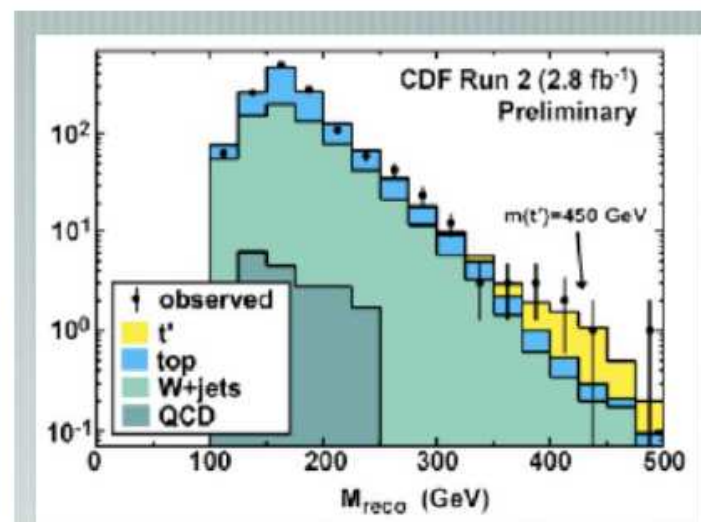 CDF Run 2 (2.8 fb⁻¹)
Preliminary
10²
m(t')=450 GeV
10¹
observed
t'
10⁰
top
W+jets
QCD
10⁻¹
0 100 200 300 400 500
M_reco (GeV)